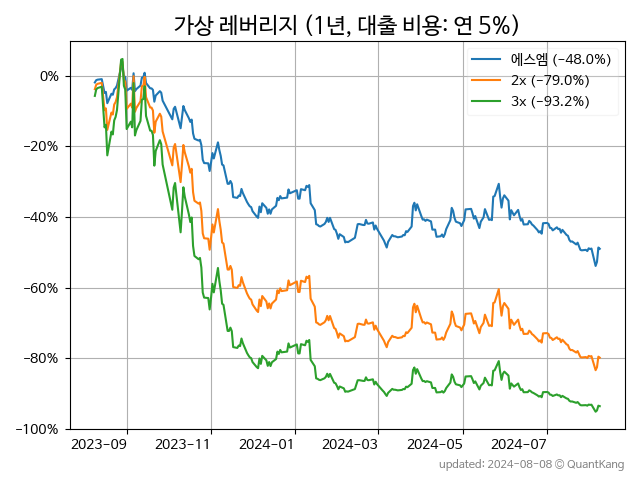 가상 레버리지 (1년, 대출 비용: 연 5%)
에스엠 (−48.0%)
2x (−79.0%)
3x (−93.2%)
0%
−20%
−40%
−60%
−80%
−100%
2023-09 2023-11 2024-01 2024-03 2024-05 2024-07
updated: 2024-08-08 © QuantKang